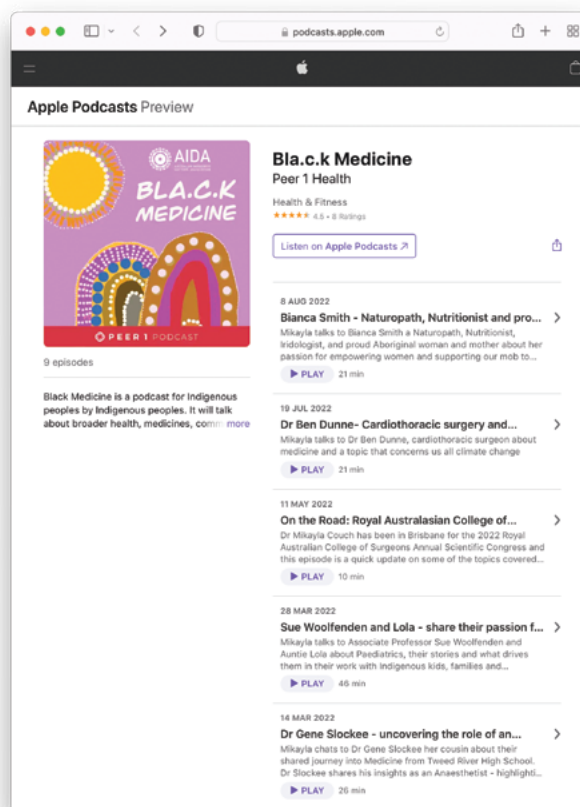 podcasts.apple.com
Apple Podcasts Preview
AIDA
BLA.C.K
MEDICINE
PEER 1 PODCAST
9 episodes
Black Medicine is a podcast for Indigenous
peoples by Indigenous peoples. It will talk
about broader health, medicines, comm more
Bla.c.k Medicine
Peer 1 Health
Health & Fitness
4.5 • 8 Ratings
Listen on Apple Podcasts ↗
8 AUG 2022
Bianca Smith - Naturopath, Nutritionist and pro...
Mikayla talks to Bianca Smith a Naturopath, Nutritionist,
Iridologist, and proud Aboriginal woman and mother about her
passion for empowering women and supporting our mob to...
PLAY 21 min
19 JUL 2022
Dr Ben Dunne- Cardiothoracic surgery and...
Mikayla talks to Dr Ben Dunne, cardiothoracic surgeon about
medicine and a topic that concerns us all climate change
PLAY 21 min
11 MAY 2022
On the Road: Royal Australasian College of...
Dr Mikayla Couch has been in Brisbane for the 2022 Royal
Australian College of Surgeons Annual Scientific Congress and
this episode is a quick update on some of the topics covered...
PLAY 10 min
28 MAR 2022
Sue Woolfenden and Lola - share their passion f...
Mikayla talks to Associate Professor Sue Woolfenden and
Auntie Lola about Paediatrics, their stories and what drives
them in their work with Indigenous kids, families and...
PLAY 46 min
14 MAR 2022
Dr Gene Slockee - uncovering the role of an...
Mikayla chats to Dr Gene Slockee her cousin about their
shared journey into Medicine from Tweed River High School.
Dr Slockee shares his insights as an Anaesthetist - highlighti...
PLAY 26 min